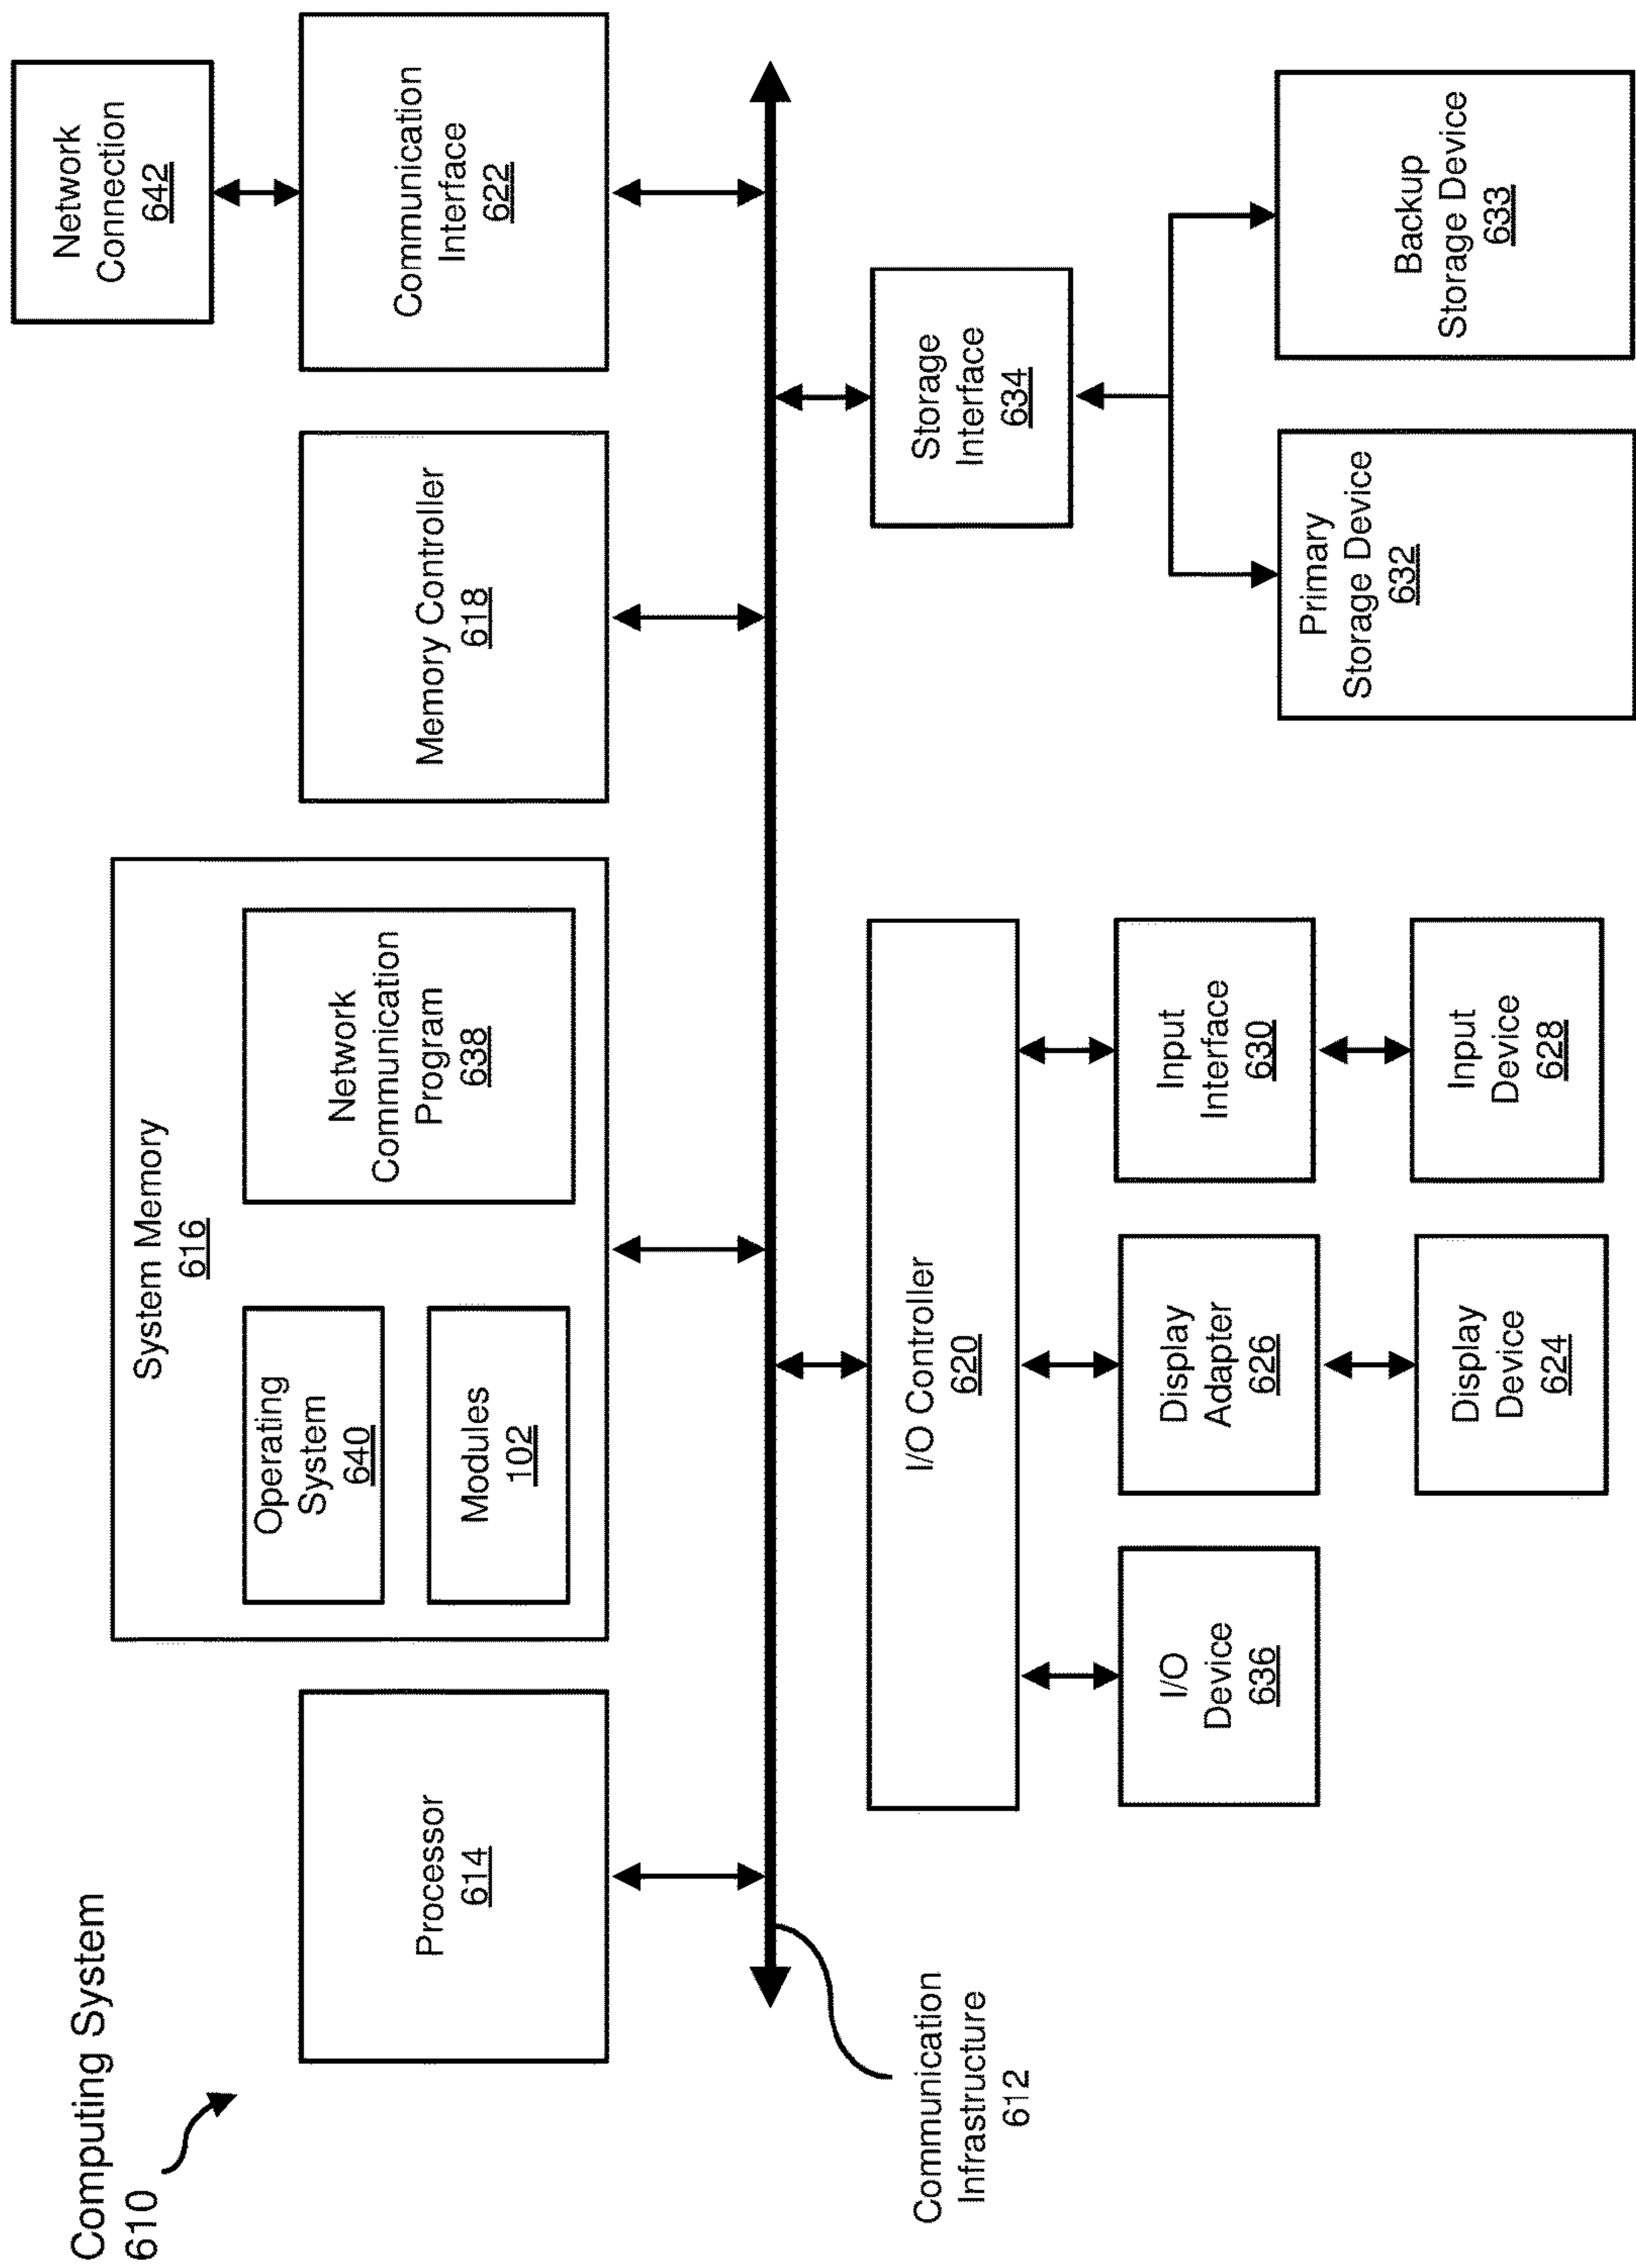 Computing System
610
Processor
614
System Memory
616
Operating
System
640
Modules
102
Network
Communication
Program
638
Memory Controller
618
Communication
Interface
622
Network
Connection
642
Communication
Infrastructure
612
I/O Controller
620
I/O
Device
636
Display
Adapter
626
Input
Interface
630
Display
Device
624
Input
Device
628
Storage
Interface
634
Primary
Storage Device
632
Backup
Storage Device
633